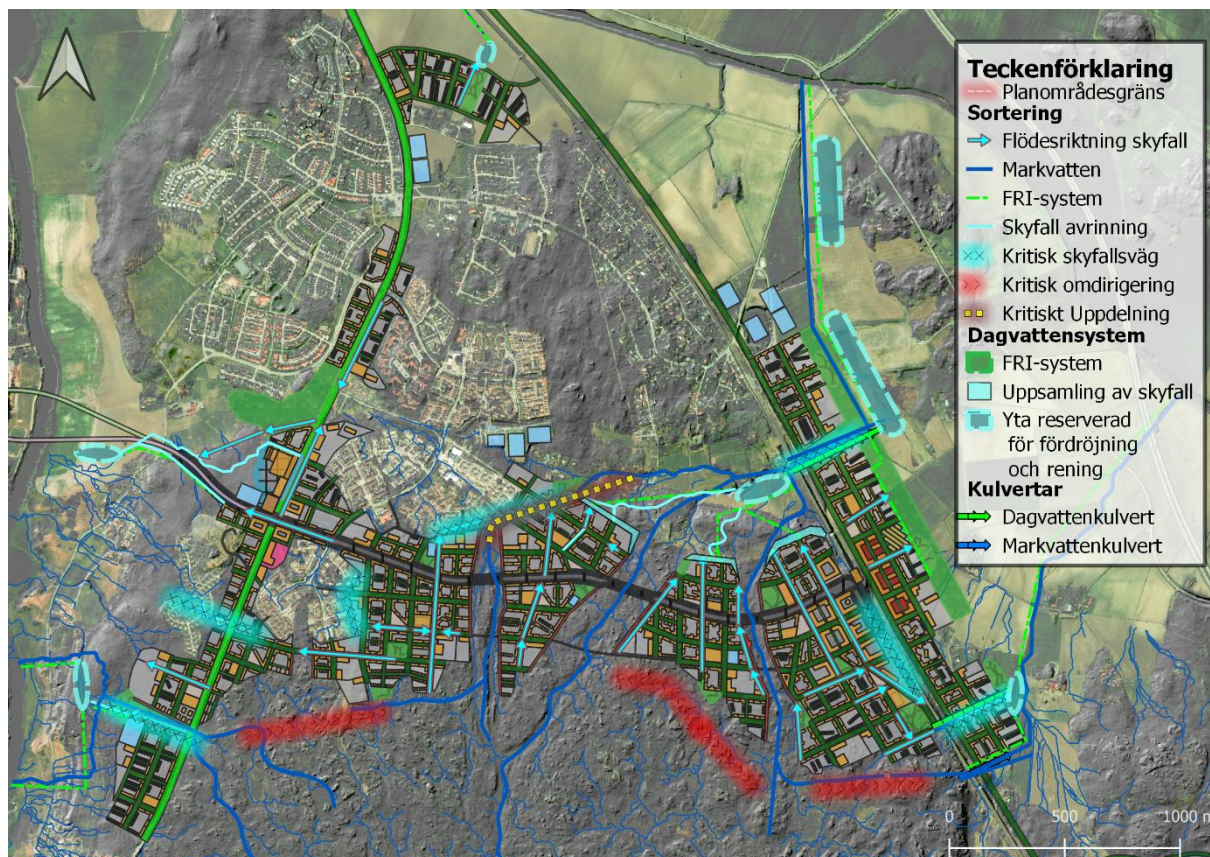 Teckenförklaring
Planområdesgräns
Sortering
Flödesriktning skyfall
Markvatten
FRI-system
Skyfall avrinning
Kritisk skyfallsväg
Kritisk omdirigering
Kritiskt Uppdelning
Dagvattensystem
FRI-system
Uppsamling av skyfall
Yta reserverad
för fördröjning
och rening
Kulvertar
Dagvattenkulvert
Markvattenkulvert
0 500 1000 m